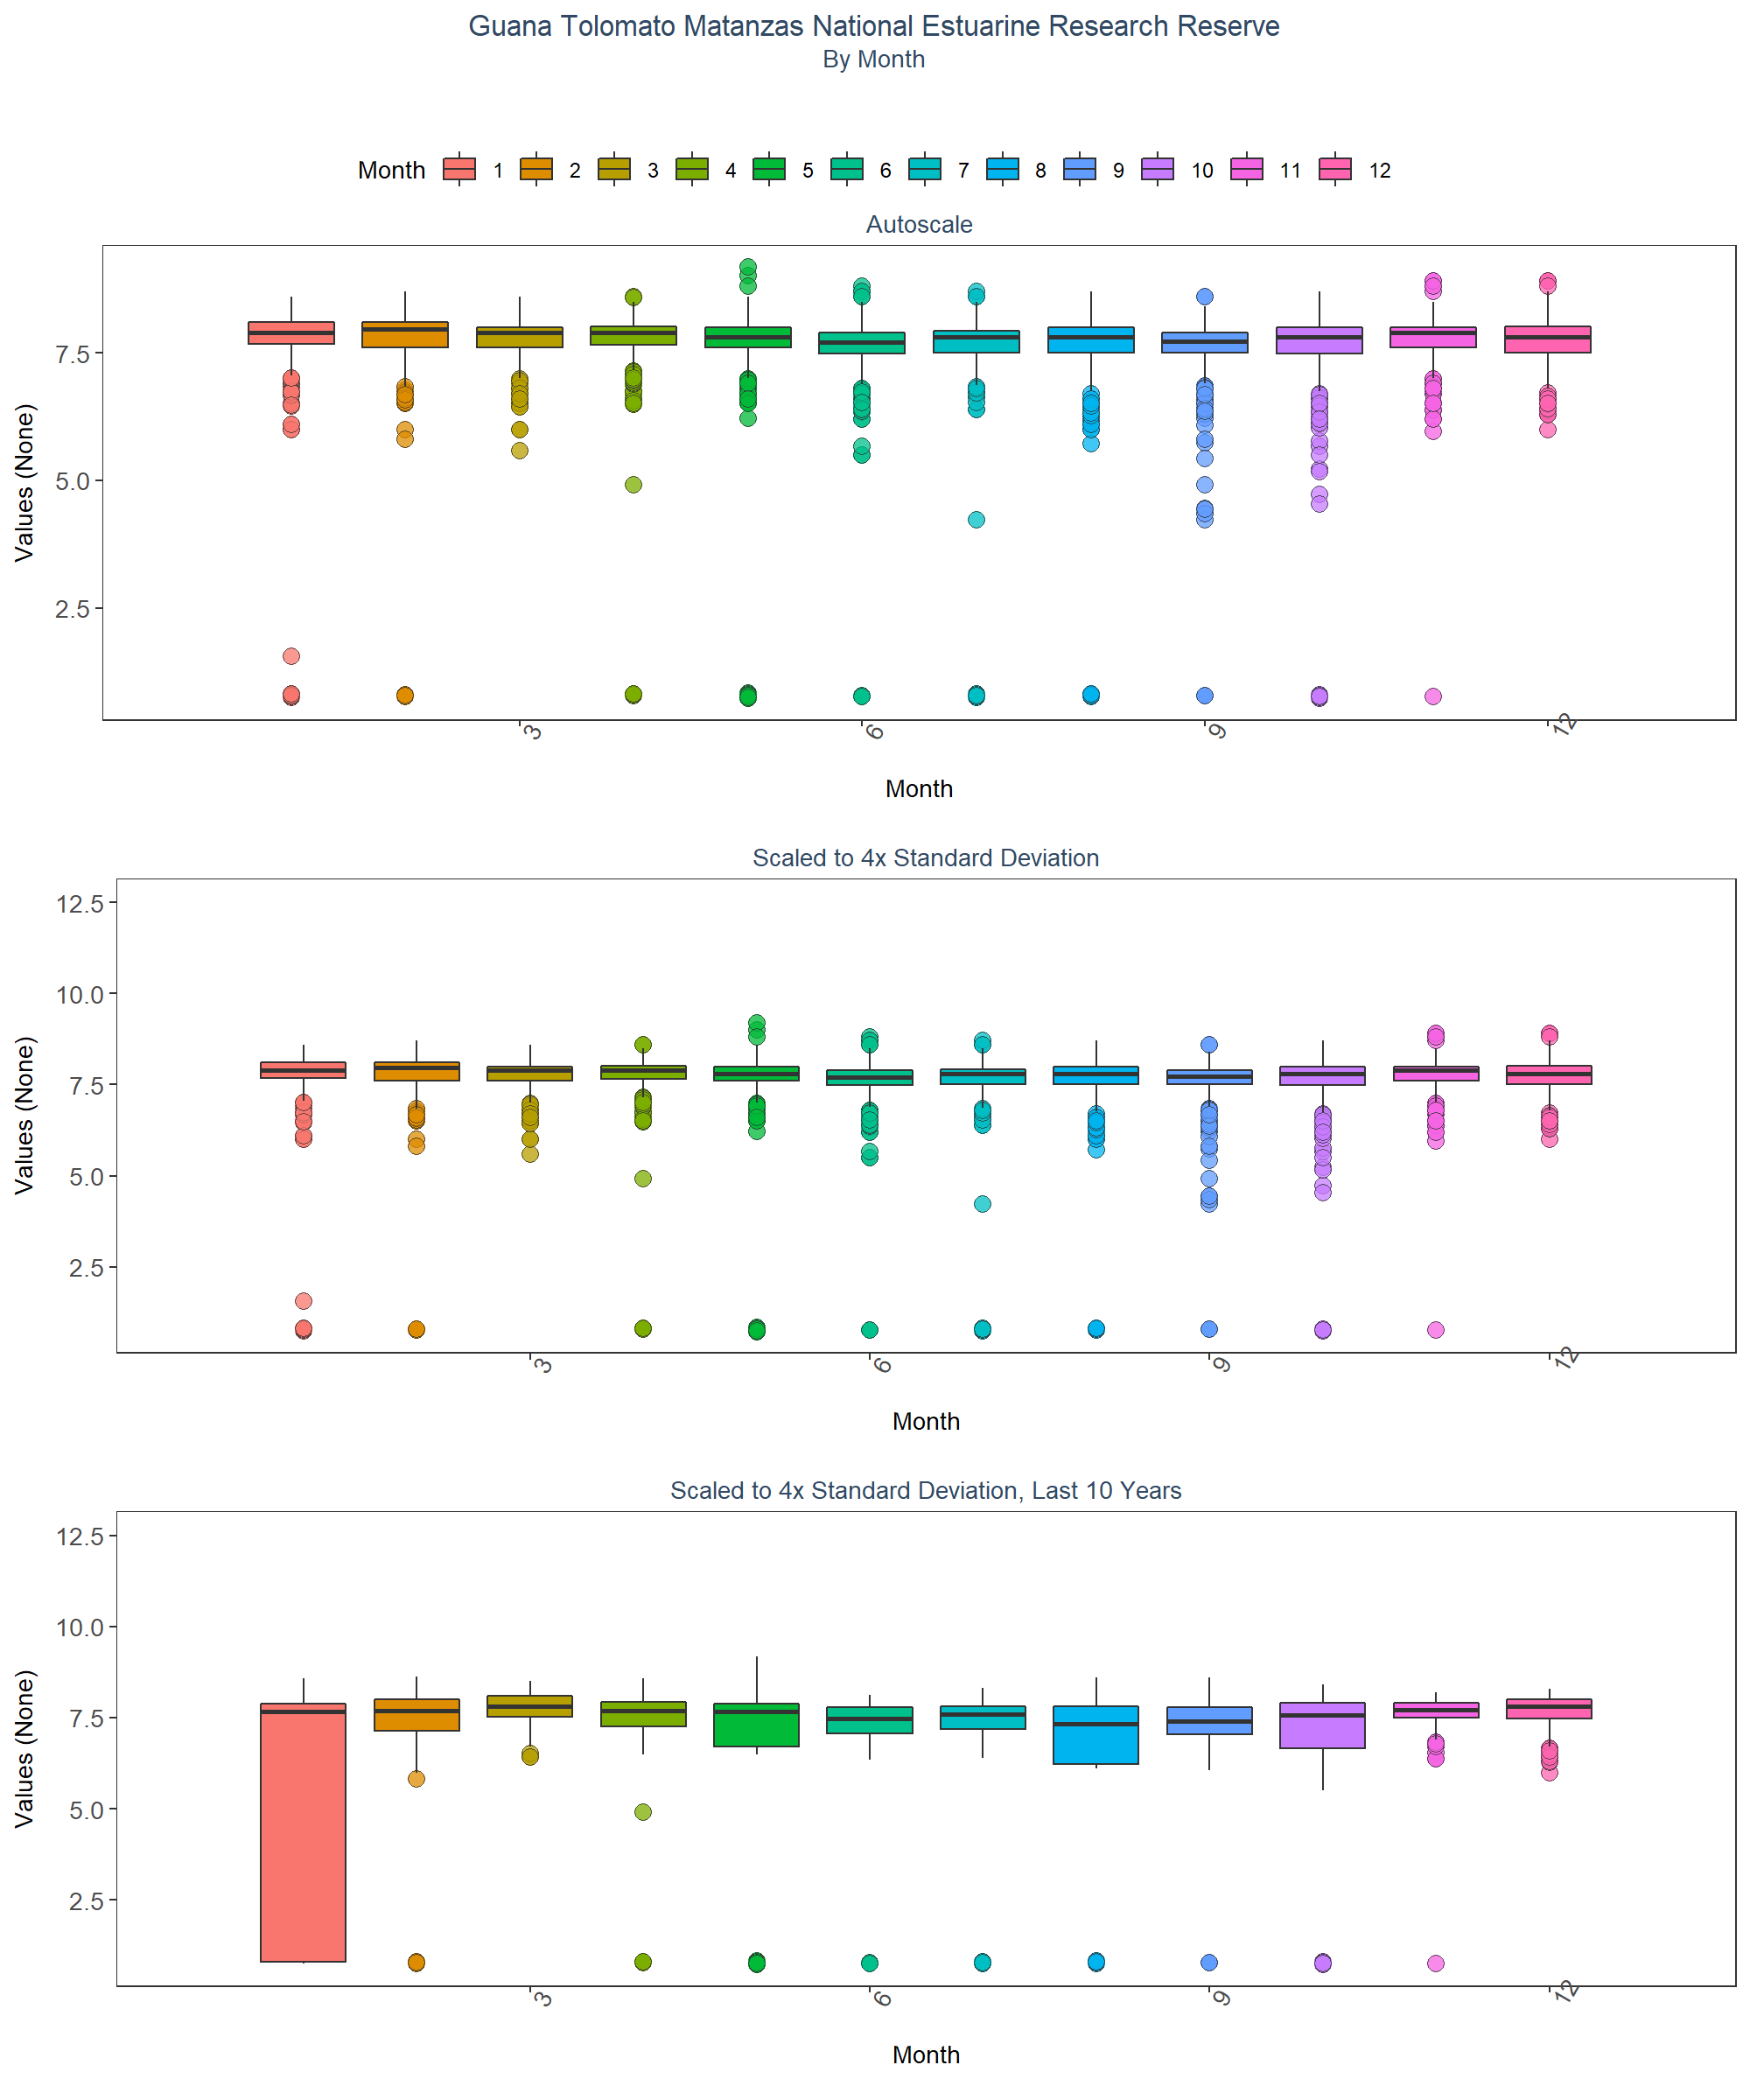 Guana Tolomato Matanzas National Estuarine Research Reserve
By Month
Month 1 2 3 4 5 6 7 8 9 10 11 12
Autoscale
Values (None)
7.5
5.0
2.5
3 6 9 12
Month
Scaled to 4x Standard Deviation
Values (None)
12.5
10.0
7.5
5.0
2.5
3 6 9 12
Month
Scaled to 4x Standard Deviation, Last 10 Years
Values (None)
12.5
10.0
7.5
5.0
2.5
3 6 9 12
Month